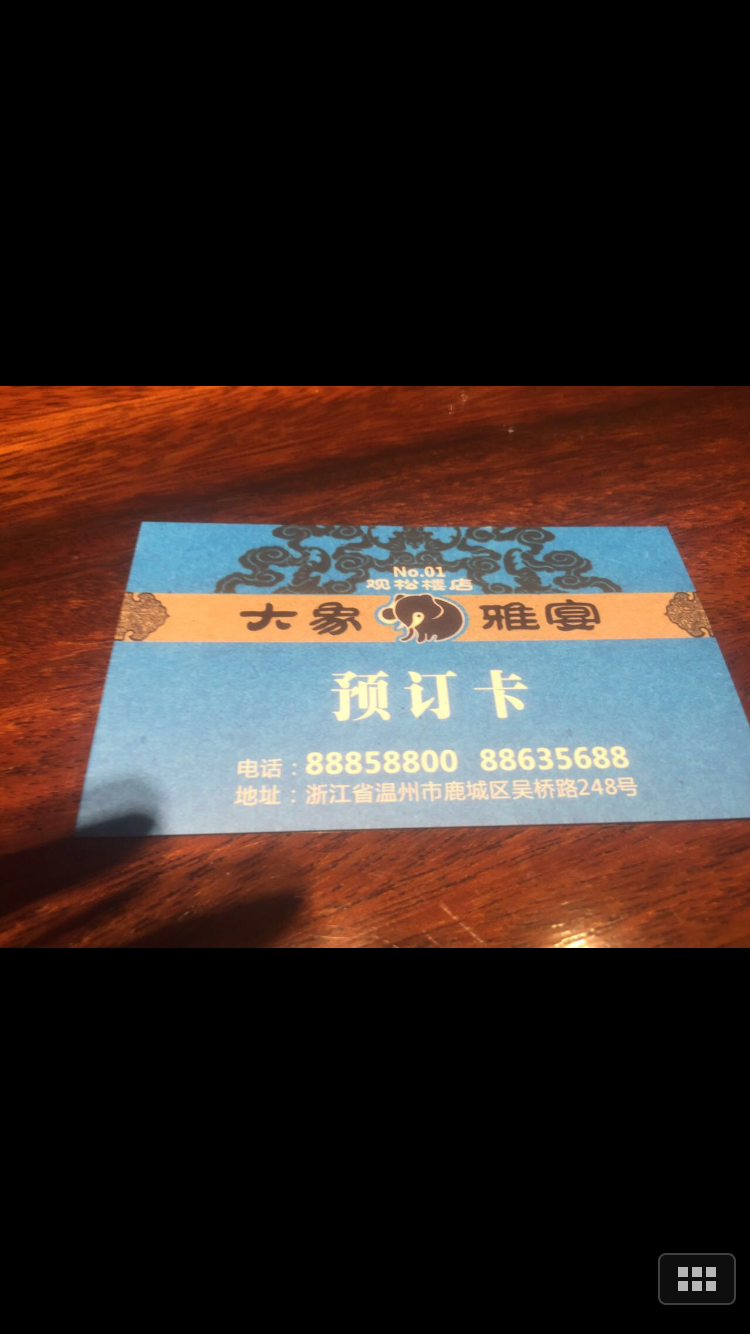 No.01
观松楼店
大象 雅宴
预订卡
电话：88858800 88635688
地址：浙江省温州市鹿城区吴桥路248号